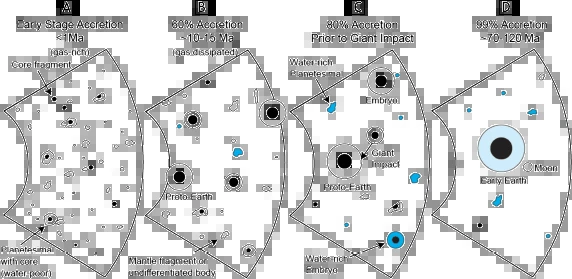 A
Early Stage Accretion
<1Ma
(gas-rich)
Core fragment
Planetesimal
with core
(water-poor)
B
60% Accretion
~10-15 Ma
(gas dissipated)
Proto-Earth
Mantle fragment or
undifferentiated body
C
80% Accretion
Prior to Giant Impact
Water-rich
Planetesimal
Embryo
Giant
Impact
Proto-Earth
Water-rich
Embryo
D
99% Accretion
~70-120 Ma
Moon
Early Earth